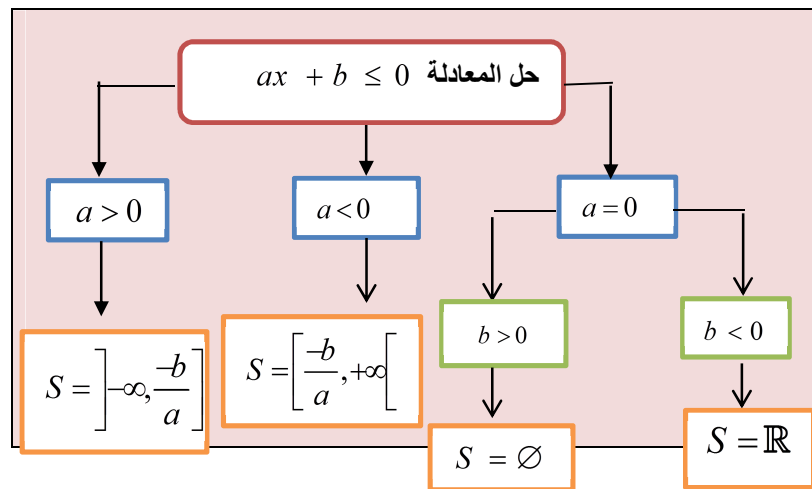 حل المعادلة ax + b ≤ 0
a > 0
a < 0
a = 0
b > 0
b < 0
S = ]−∞, −b/a]
S = [−b/a, +∞[
S = ∅
S = ℝ